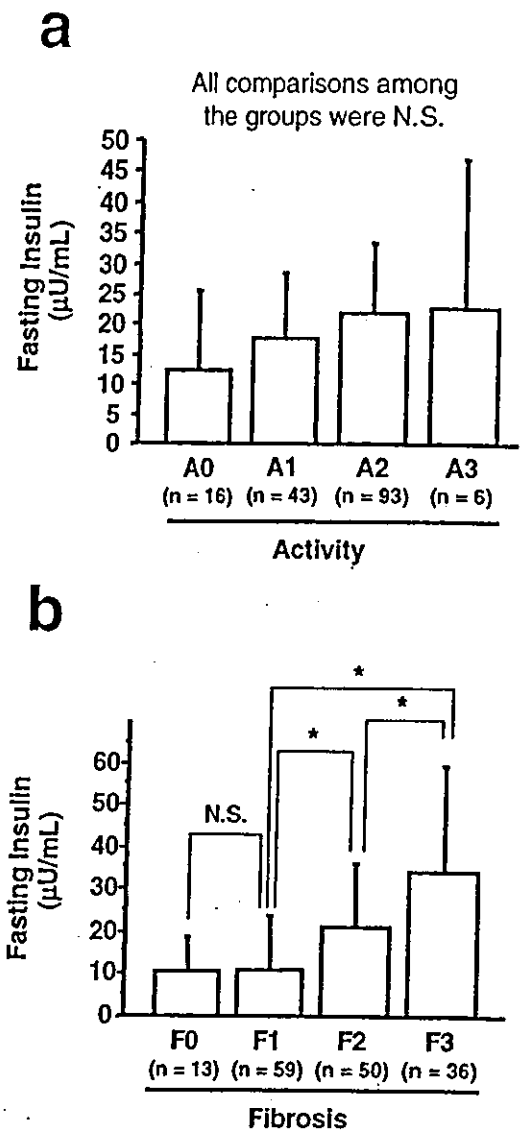 a
All comparisons among
the groups were N.S.
Fasting Insulin
(μU/mL)
50
45
40
35
30
25
20
15
10
5
0
A0 A1 A2 A3
(n = 16) (n = 43) (n = 93) (n = 6)
Activity
b
*
*
*
N.S.
Fasting Insulin
(μU/mL)
60
50
40
30
20
10
0
F0 F1 F2 F3
(n = 13) (n = 59) (n = 50) (n = 36)
Fibrosis